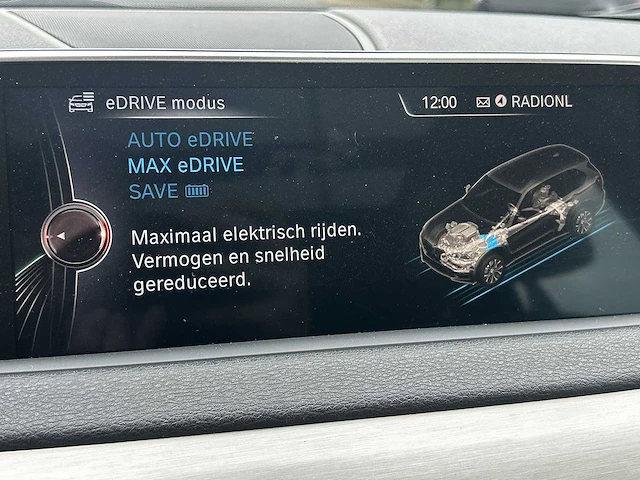 eDRIVE modus
12:00 RADIONL
AUTO eDRIVE
MAX eDRIVE
SAVE
Maximaal elektrisch rijden.
Vermogen en snelheid
gereduceerd.